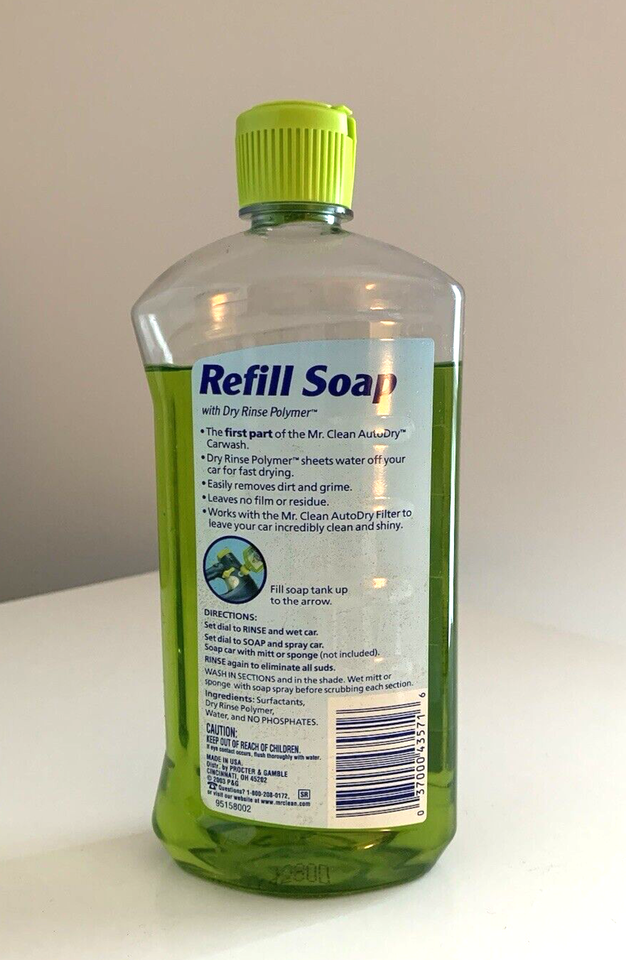 Refill Soap
with Dry Rinse Polymer™
• The first part of the Mr. Clean AutoDry™
Carwash.
• Dry Rinse Polymer™ sheets water off your
car for fast drying.
• Easily removes dirt and grime.
• Leaves no film or residue.
• Works with the Mr. Clean AutoDry Filter to
leave your car incredibly clean and shiny.
Fill soap tank up
to the arrow.
DIRECTIONS:
Set dial to RINSE and wet car.
Set dial to SOAP and spray car.
Soap car with mitt or sponge (not included).
RINSE again to eliminate all suds.
WASH IN SECTIONS and in the shade. Wet mitt or
sponge with soap spray before scrubbing each section.
Ingredients: Surfactants,
Dry Rinse Polymer,
Water, and NO PHOSPHATES.
CAUTION:
KEEP OUT OF REACH OF CHILDREN.
If eye contact occurs, flush thoroughly with water.
MADE IN USA
Distr. by PROCTER & GAMBLE
CINCINNATI, OH 45202
© 2003 P&G
Questions? 1-800-208-0172,
or visit our website at www.mrclean.com
SR
95158002
0 37000 43571 6